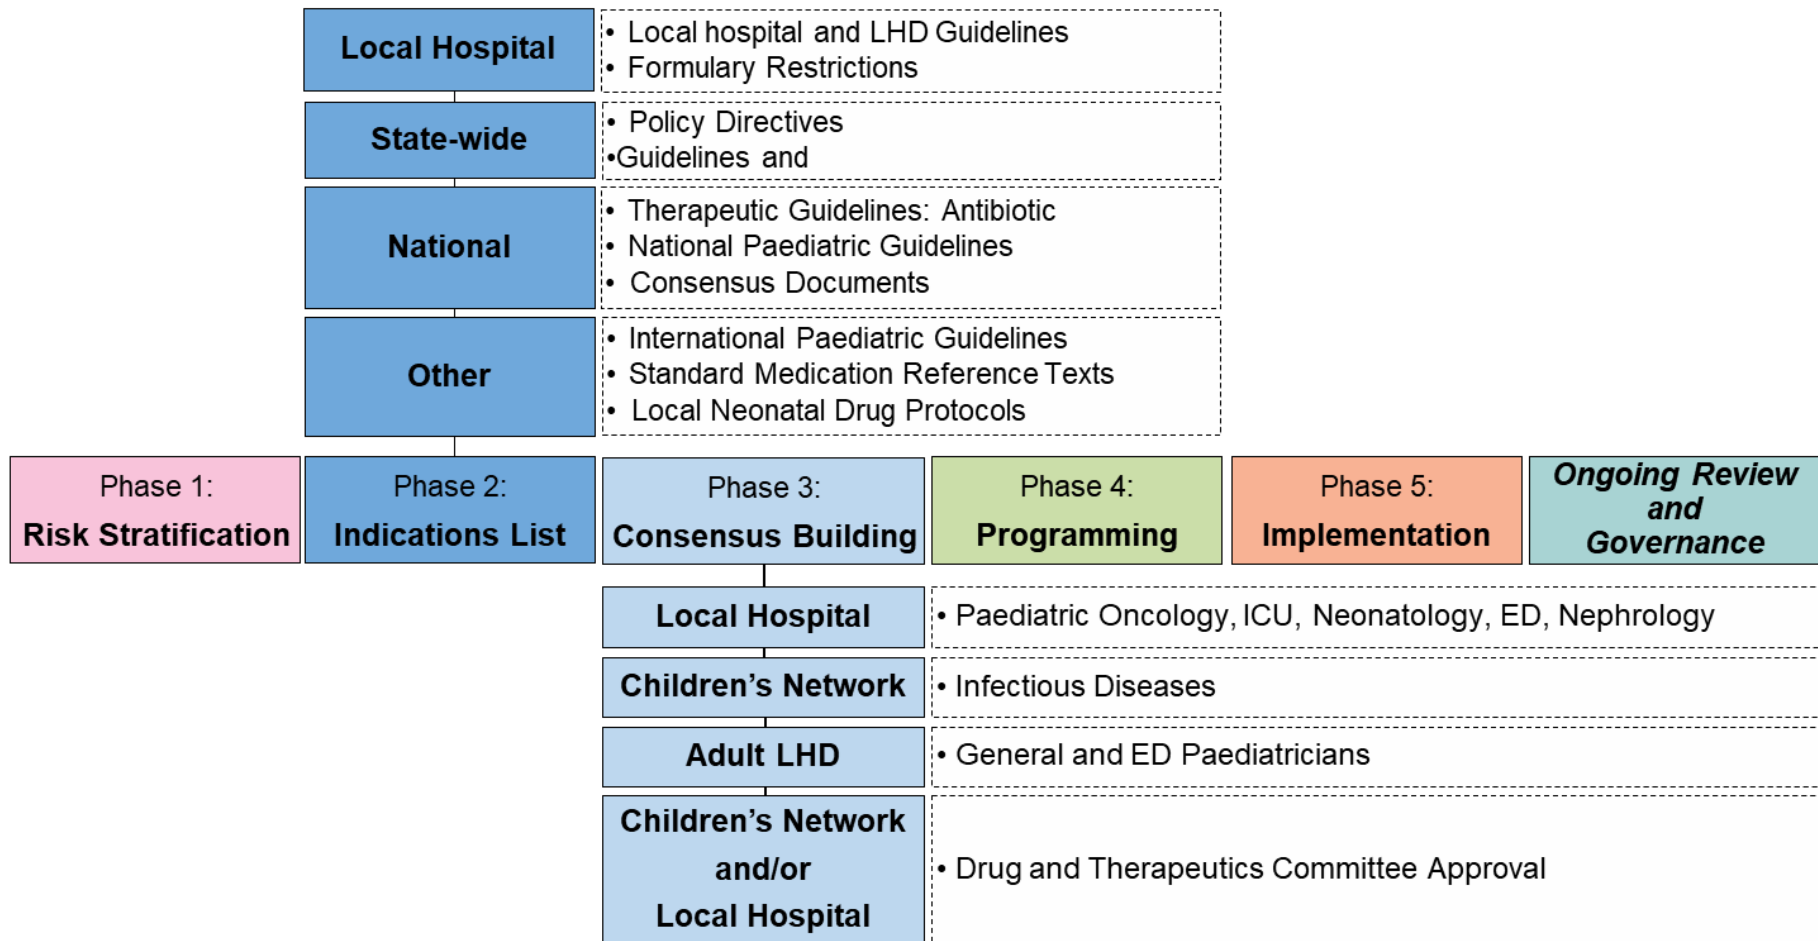 Local Hospital
• Local hospital and LHD Guidelines
• Formulary Restrictions
State-wide
• Policy Directives
•Guidelines and
National
• Therapeutic Guidelines: Antibiotic
• National Paediatric Guidelines
• Consensus Documents
Other
• International Paediatric Guidelines
• Standard Medication Reference Texts
• Local Neonatal Drug Protocols
Phase 1:
Risk Stratification
Phase 2:
Indications List
Phase 3:
Consensus Building
Phase 4:
Programming
Phase 5:
Implementation
Ongoing Review
and
Governance
Local Hospital
• Paediatric Oncology, ICU, Neonatology, ED, Nephrology
Children’s Network
• Infectious Diseases
Adult LHD
• General and ED Paediatricians
Children’s Network
and/or
Local Hospital
• Drug and Therapeutics Committee Approval